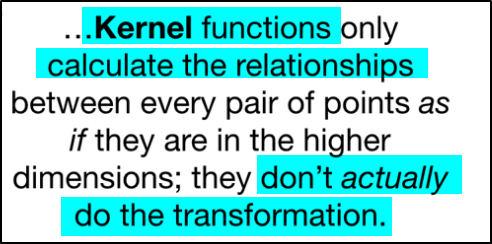 …Kernel functions only
calculate the relationships
between every pair of points as
if they are in the higher
dimensions; they don’t actually
do the transformation.